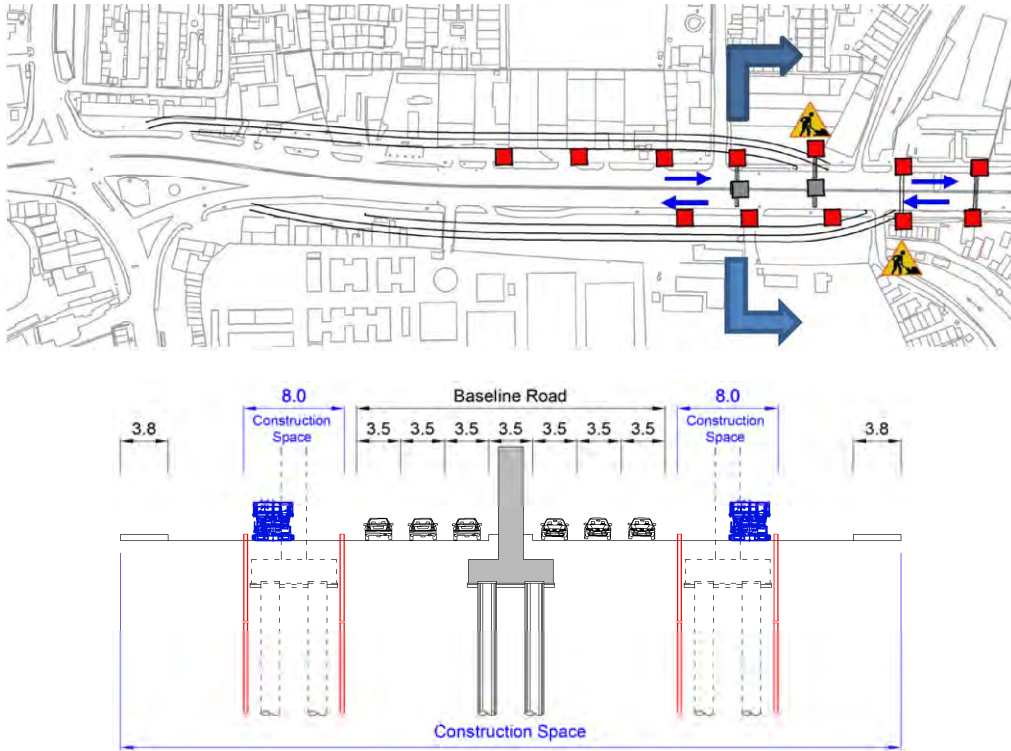 8.0
Baseline Road
8.0
3.8
Construction
Space
3.5 3.5 3.5 3.5 3.5 3.5 3.5
Construction
Space
3.8
Construction Space